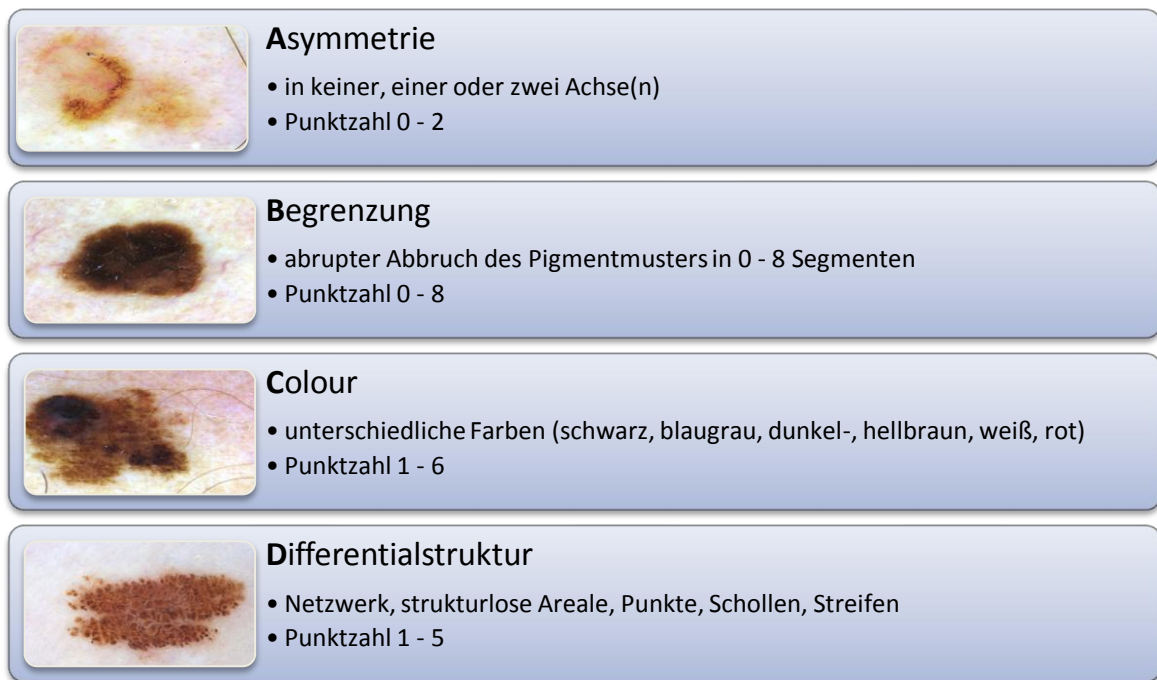 Asymmetrie
• in keiner, einer oder zwei Achse(n)
• Punktzahl 0 - 2
Begrenzung
• abrupter Abbruch des Pigmentmusters in 0 - 8 Segmenten
• Punktzahl 0 - 8
Colour
• unterschiedliche Farben (schwarz, blaugrau, dunkel-, hellbraun, weiß, rot)
• Punktzahl 1 - 6
Differentialstruktur
• Netzwerk, strukturlose Areale, Punkte, Schollen, Streifen
• Punktzahl 1 - 5